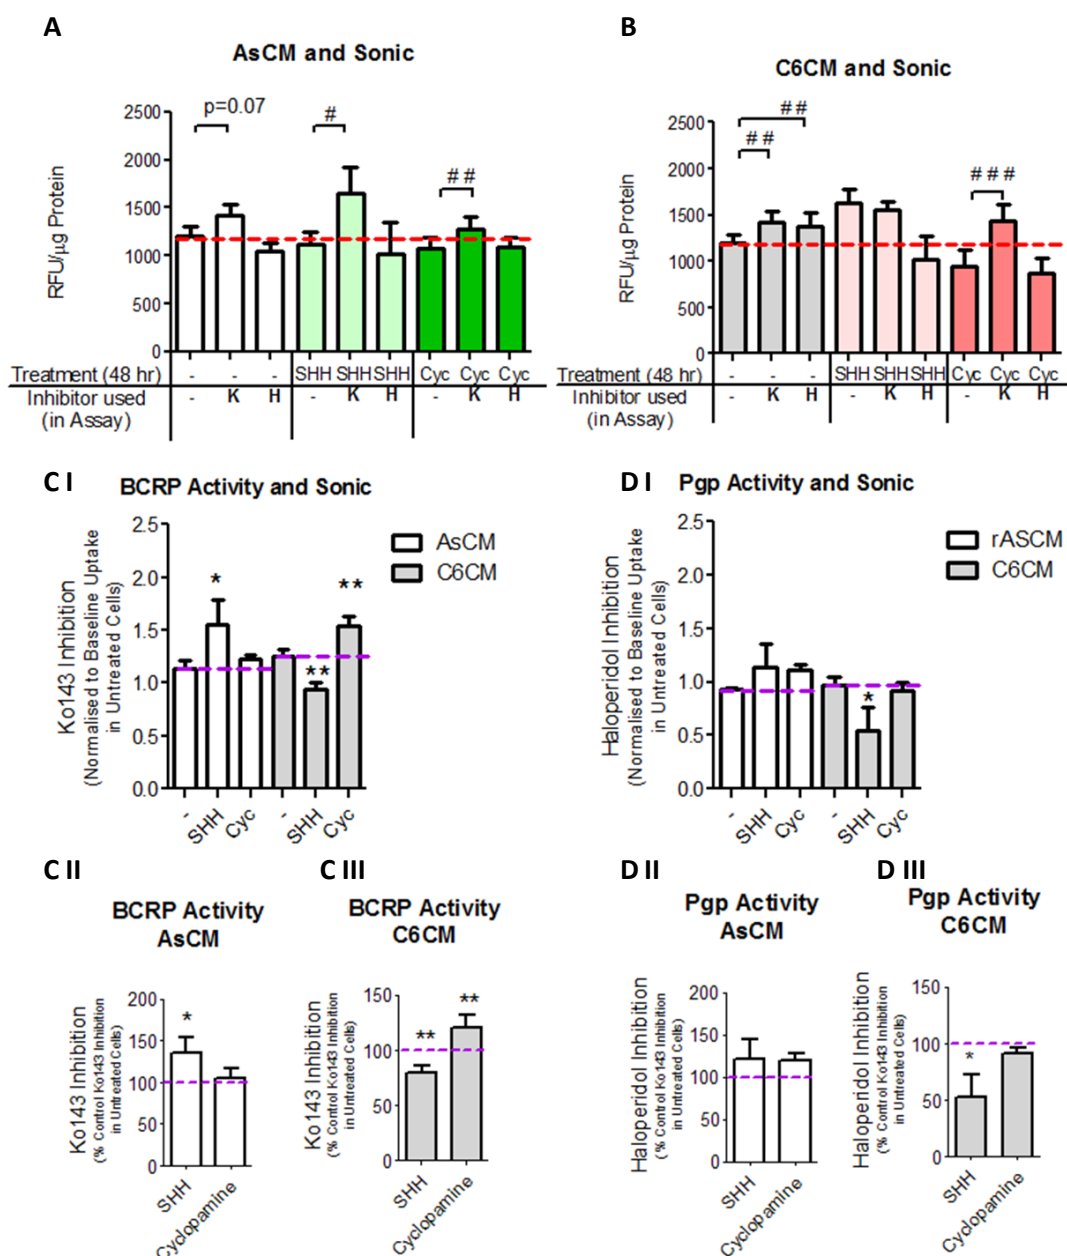 A
AsCM and Sonic
RFU/µg Protein
2500
2000
1500
1000
500
0
p=0.07
#
##
Treatment (48 hr) - - - SHH SHH SHH Cyc Cyc Cyc
Inhibitor used - K H - K H - K H
(in Assay)
B
C6CM and Sonic
RFU/µg Protein
2500
2000
1500
1000
500
0
##
##
###
Treatment (48 hr) - - - SHH SHH SHH Cyc Cyc Cyc
Inhibitor used - K H - K H - K H
(in Assay)
C I
BCRP Activity and Sonic
Ko143 Inhibition
(Normalised to Baseline Uptake
in Untreated Cells)
2.5
2.0
1.5
1.0
0.5
0.0
*
**
**
AsCM
C6CM
- SHH Cyc - SHH Cyc
D I
Pgp Activity and Sonic
Haloperidol Inhibition
(Normalised to Baseline Uptake
in Untreated Cells)
2.5
2.0
1.5
1.0
0.5
0.0
*
rASCM
C6CM
- SHH Cyc - SHH Cyc
C II
BCRP Activity
AsCM
Ko143 Inhibition
(% Control Ko143 Inhibition
in Untreated Cells)
200
150
100
50
0
*
SHH
Cyclopamine
C III
BCRP Activity
C6CM
Ko143 Inhibition
(% Control Ko143 Inhibition
in Untreated Cells)
150
100
50
0
**
**
SHH
Cyclopamine
D II
Pgp Activity
AsCM
Haloperidol Inhibition
(% Control Ko143 Inhibition
in Untreated Cells)
200
150
100
50
0
SHH
Cyclopamine
D III
Pgp Activity
C6CM
Haloperidol Inhibition
(% Control Ko143 Inhibition
in Untreated Cells)
150
100
50
0
*
SHH
Cyclopamine